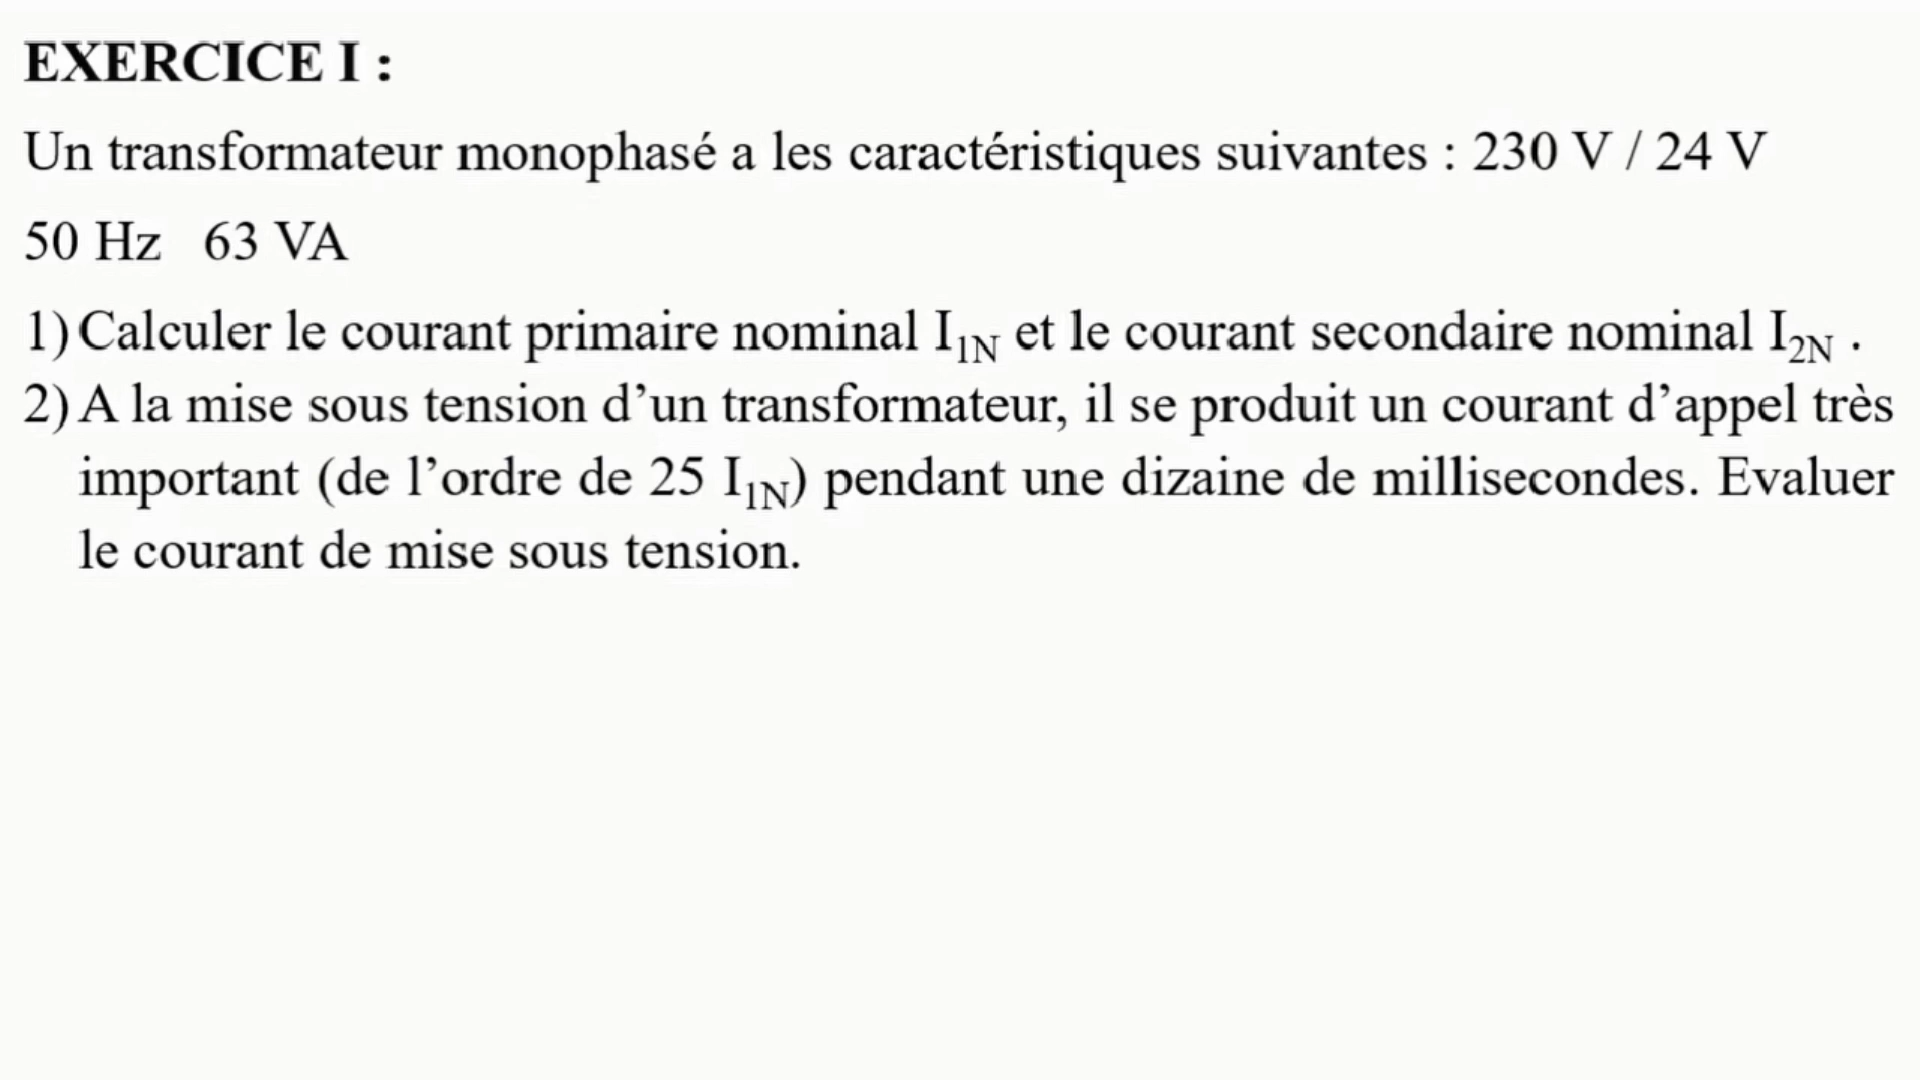 EXERCICE I :
Un transformateur monophasé a les caractéristiques suivantes : 230 V / 24 V
50 Hz 63 VA
1) Calculer le courant primaire nominal I1N et le courant secondaire nominal I2N .
2) A la mise sous tension d’un transformateur, il se produit un courant d’appel très
important (de l’ordre de 25 I1N) pendant une dizaine de millisecondes. Evaluer
le courant de mise sous tension.